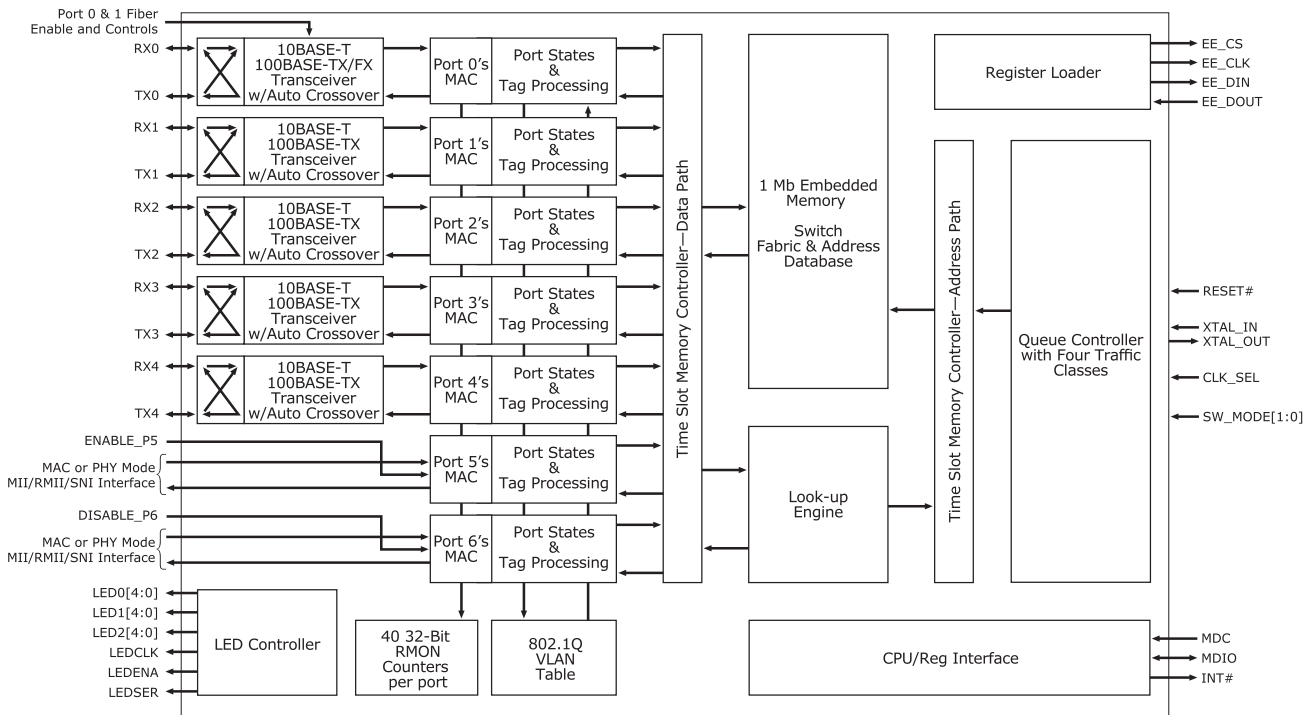 Port 0 & 1 Fiber
Enable and Controls
RX0
TX0
10BASE-T
100BASE-TX/FX
Transceiver
w/Auto Crossover
Port 0's
MAC
Port States
&
Tag Processing
RX1
TX1
10BASE-T
100BASE-TX
Transceiver
w/Auto Crossover
Port 1's
MAC
Port States
&
Tag Processing
RX2
TX2
10BASE-T
100BASE-TX
Transceiver
w/Auto Crossover
Port 2's
MAC
Port States
&
Tag Processing
RX3
TX3
10BASE-T
100BASE-TX
Transceiver
w/Auto Crossover
Port 3's
MAC
Port States
&
Tag Processing
RX4
TX4
10BASE-T
100BASE-TX
Transceiver
w/Auto Crossover
Port 4's
MAC
Port States
&
Tag Processing
ENABLE_P5
MAC or PHY Mode
MII/RMII/SNI Interface
Port 5's
MAC
Port States
&
Tag Processing
DISABLE_P6
MAC or PHY Mode
MII/RMII/SNI Interface
Port 6's
MAC
Port States
&
Tag Processing
LED0[4:0]
LED1[4:0]
LED2[4:0]
LEDCLK
LEDENA
LEDSER
LED Controller
40 32-Bit
RMON
Counters
per port
802.1Q
VLAN
Table
Time Slot Memory Controller—Data Path
1 Mb Embedded
Memory
Switch
Fabric & Address
Database
Look-up
Engine
Time Slot Memory Controller—Address Path
Queue Controller
with Four Traffic
Classes
Register Loader
EE_CS
EE_CLK
EE_DIN
EE_DOUT
RESET#
XTAL_IN
XTAL_OUT
CLK_SEL
SW_MODE[1:0]
CPU/Reg Interface
MDC
MDIO
INT#